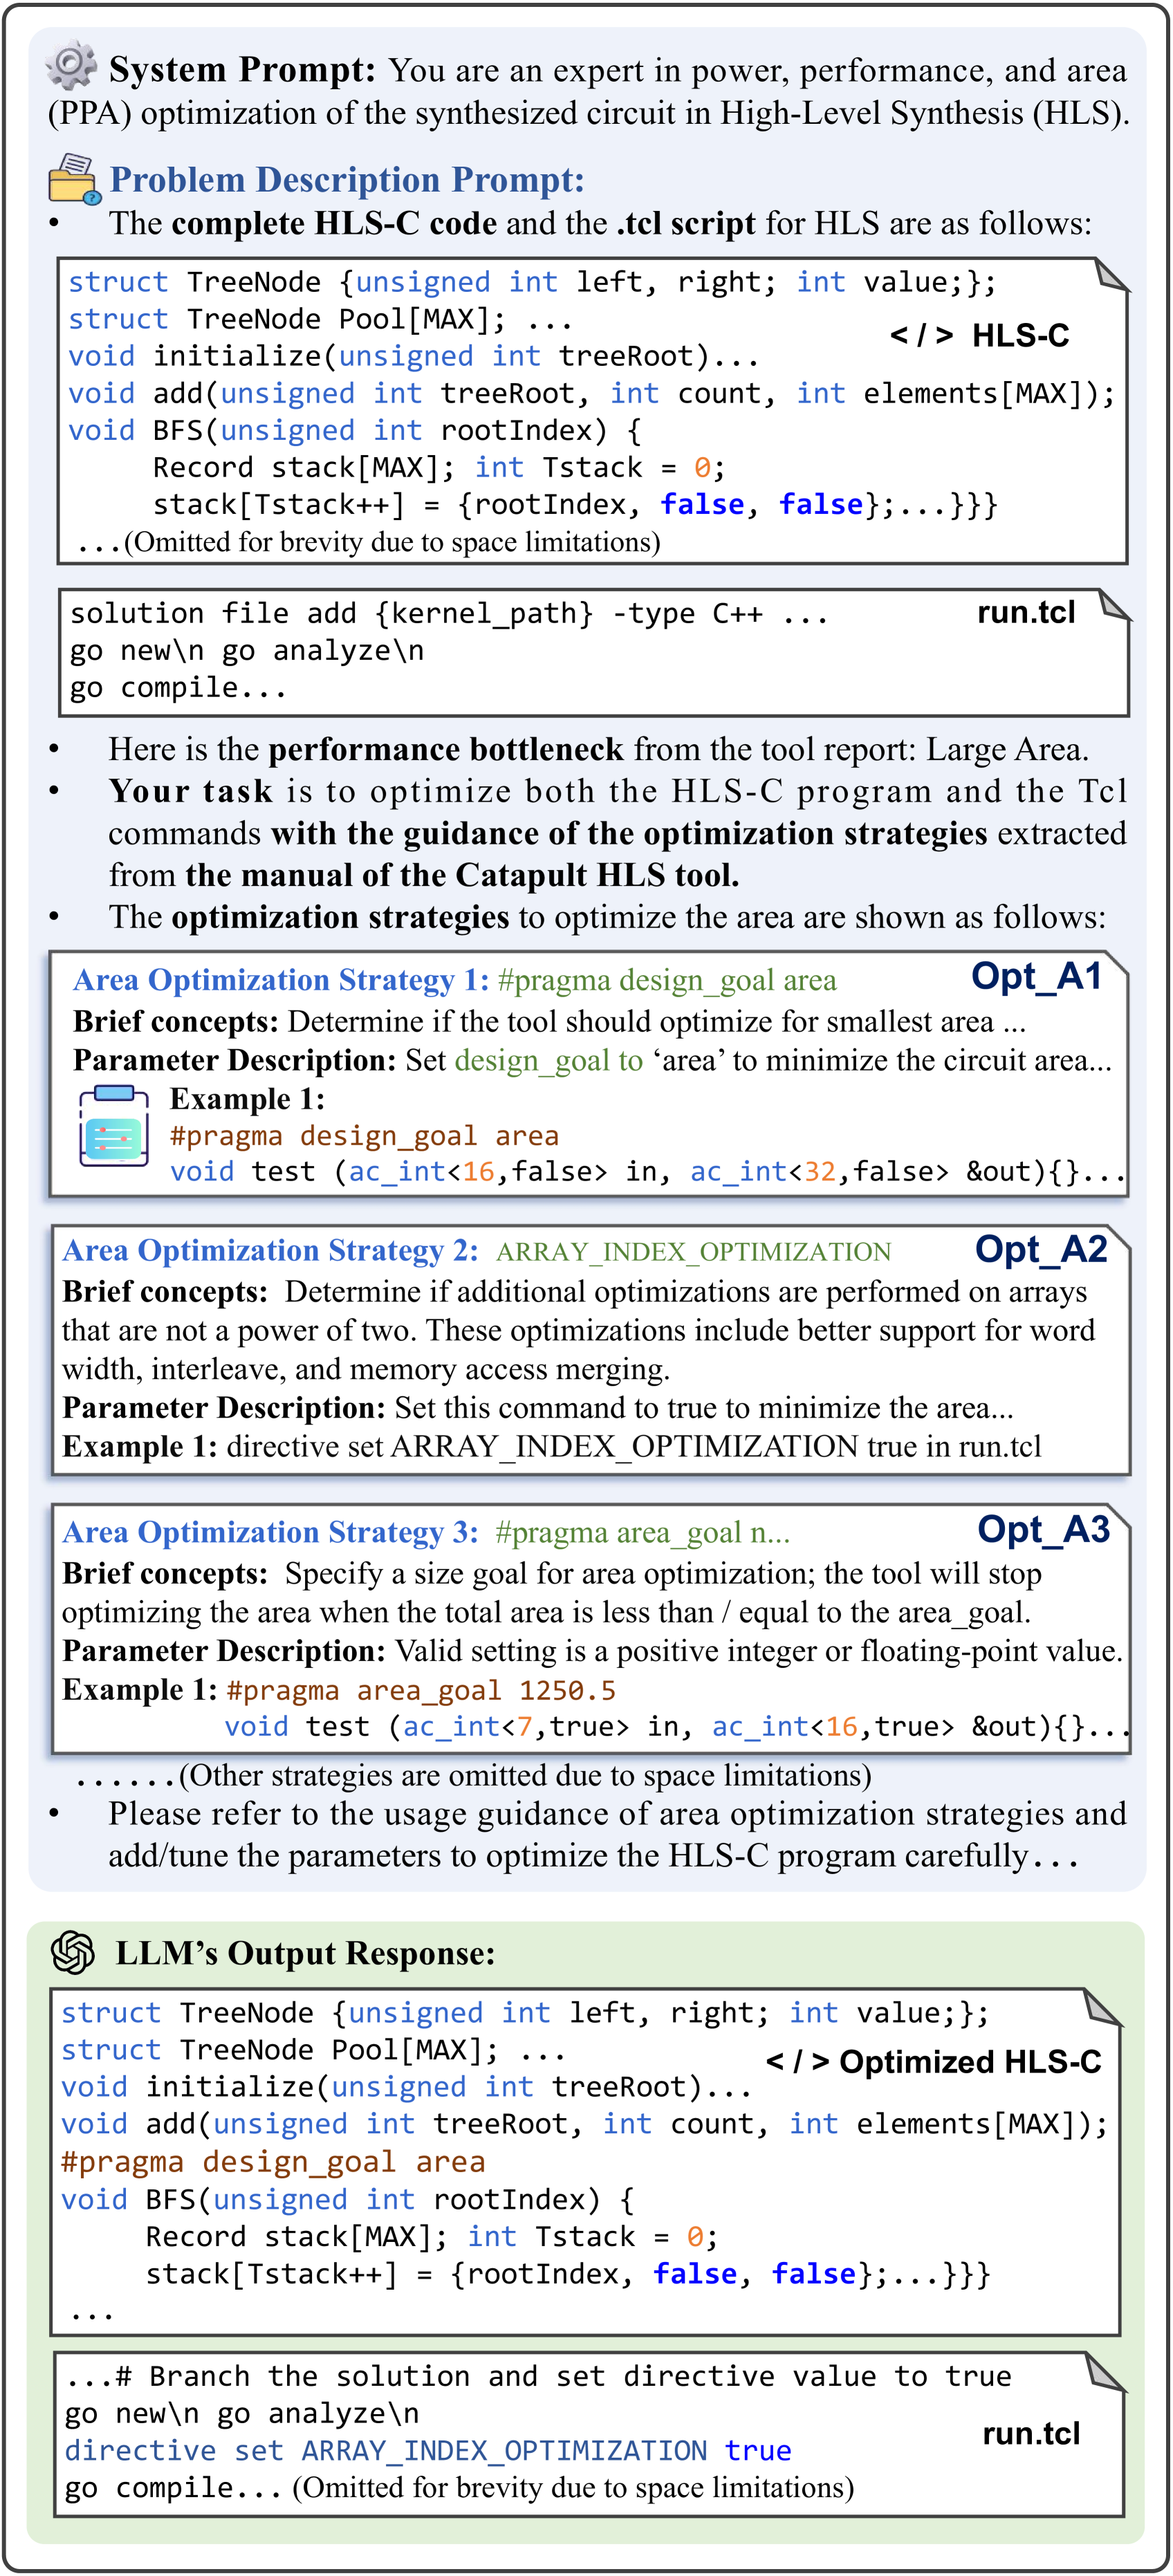 System Prompt: You are an expert in power, performance, and area
(PPA) optimization of the synthesized circuit in High-Level Synthesis (HLS).
Problem Description Prompt:
• The complete HLS-C code and the .tcl script for HLS are as follows:
struct TreeNode {unsigned int left, right; int value;};
struct TreeNode Pool[MAX]; ...
< / > HLS-C
void initialize(unsigned int treeRoot)...
void add(unsigned int treeRoot, int count, int elements[MAX]);
void BFS(unsigned int rootIndex) {
Record stack[MAX]; int Tstack = 0;
stack[Tstack++] = {rootIndex, false, false};...}}}
...(Omitted for brevity due to space limitations)
solution file add {kernel_path} -type C++ ...
run.tcl
go new\n go analyze\n
go compile...
• Here is the performance bottleneck from the tool report: Large Area.
• Your task is to optimize both the HLS-C program and the Tcl
commands with the guidance of the optimization strategies extracted
from the manual of the Catapult HLS tool.
• The optimization strategies to optimize the area are shown as follows:
Area Optimization Strategy 1: #pragma design_goal area
Opt_A1
Brief concepts: Determine if the tool should optimize for smallest area ...
Parameter Description: Set design_goal to ‘area’ to minimize the circuit area...
Example 1:
#pragma design_goal area
void test (ac_int<16,false> in, ac_int<32,false> &out){}...
Area Optimization Strategy 2: ARRAY_INDEX_OPTIMIZATION
Opt_A2
Brief concepts: Determine if additional optimizations are performed on arrays
that are not a power of two. These optimizations include better support for word
width, interleave, and memory access merging.
Parameter Description: Set this command to true to minimize the area...
Example 1: directive set ARRAY_INDEX_OPTIMIZATION true in run.tcl
Area Optimization Strategy 3: #pragma area_goal n...
Opt_A3
Brief concepts: Specify a size goal for area optimization; the tool will stop
optimizing the area when the total area is less than / equal to the area_goal.
Parameter Description: Valid setting is a positive integer or floating-point value.
Example 1: #pragma area_goal 1250.5
void test (ac_int<7,true> in, ac_int<16,true> &out){}...
......(Other strategies are omitted due to space limitations)
• Please refer to the usage guidance of area optimization strategies and
add/tune the parameters to optimize the HLS-C program carefully...
LLM’s Output Response:
struct TreeNode {unsigned int left, right; int value;};
struct TreeNode Pool[MAX]; ...
< / > Optimized HLS-C
void initialize(unsigned int treeRoot)...
void add(unsigned int treeRoot, int count, int elements[MAX]);
#pragma design_goal area
void BFS(unsigned int rootIndex) {
Record stack[MAX]; int Tstack = 0;
stack[Tstack++] = {rootIndex, false, false};...}}}
...
...# Branch the solution and set directive value to true
go new\n go analyze\n
run.tcl
directive set ARRAY_INDEX_OPTIMIZATION true
go compile... (Omitted for brevity due to space limitations)